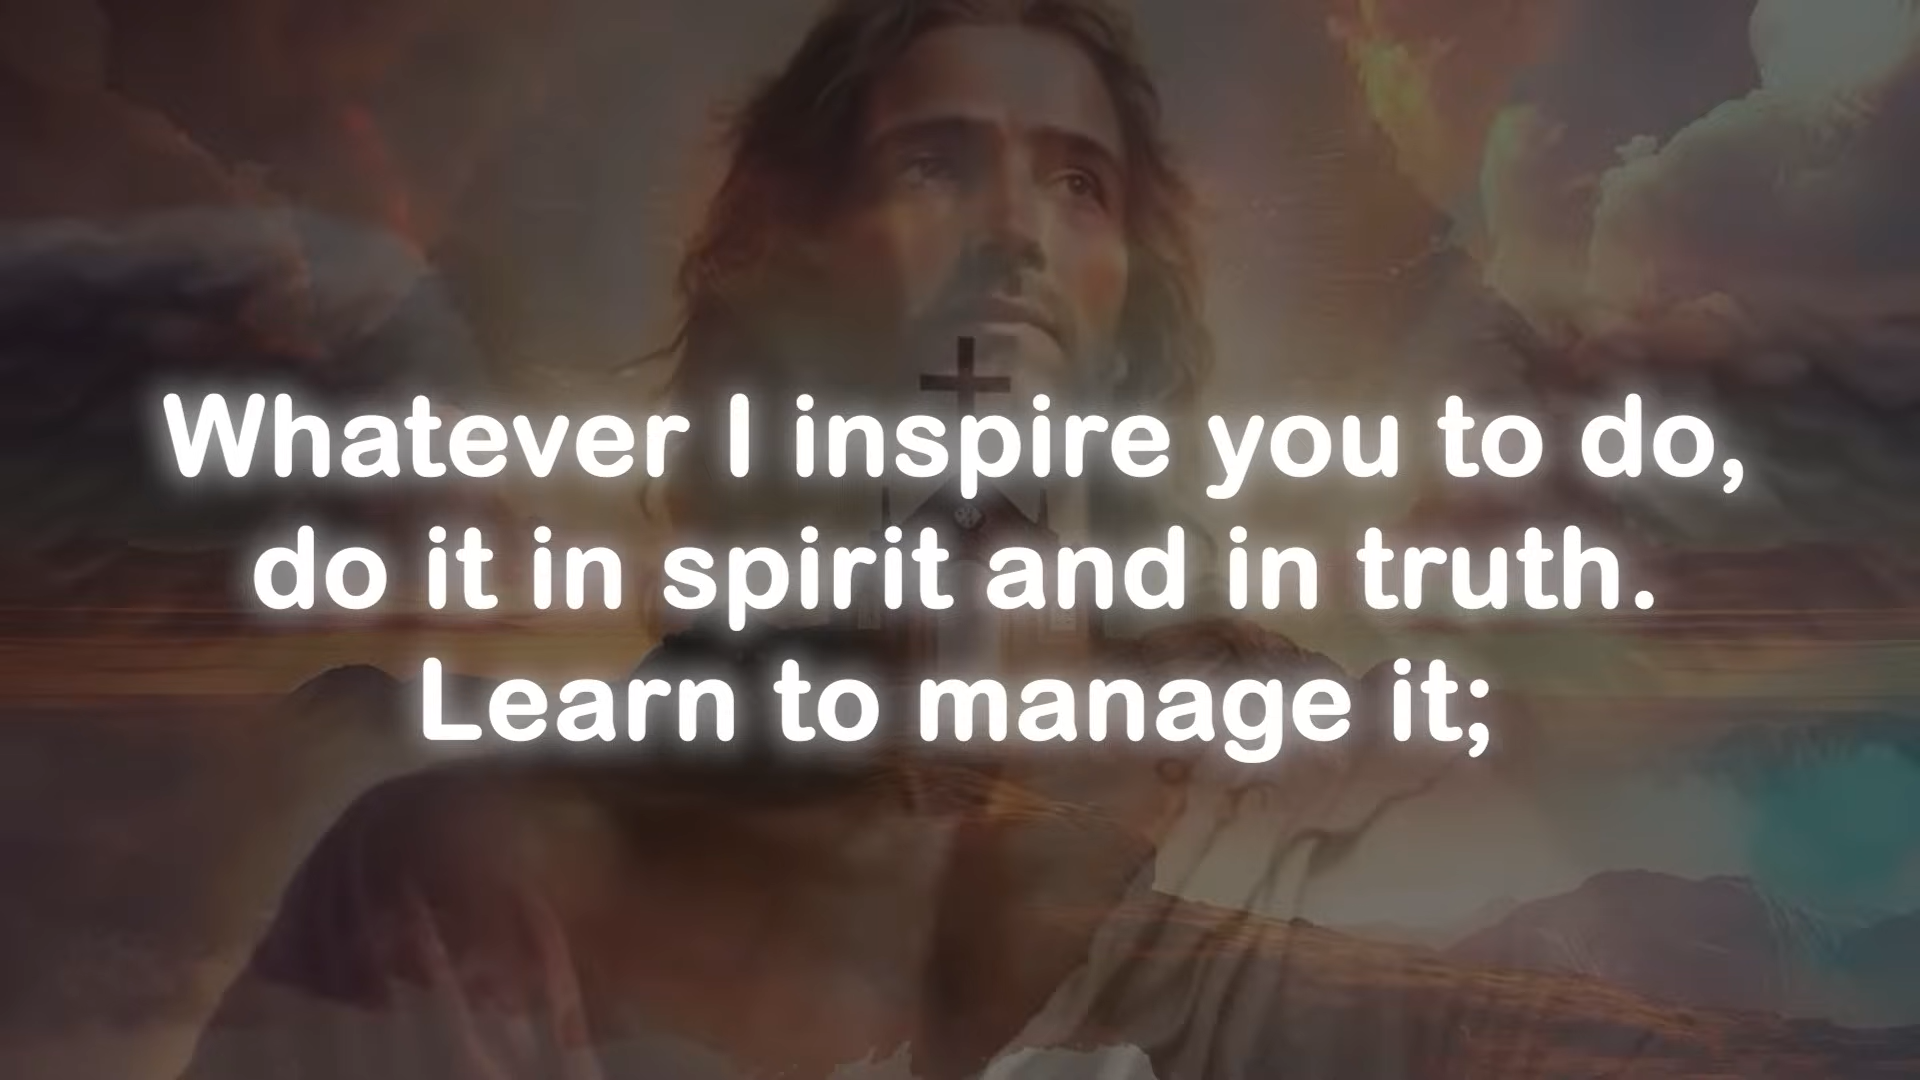 Whatever I inspire you to do,
do it in spirit and in truth.
Learn to manage it;